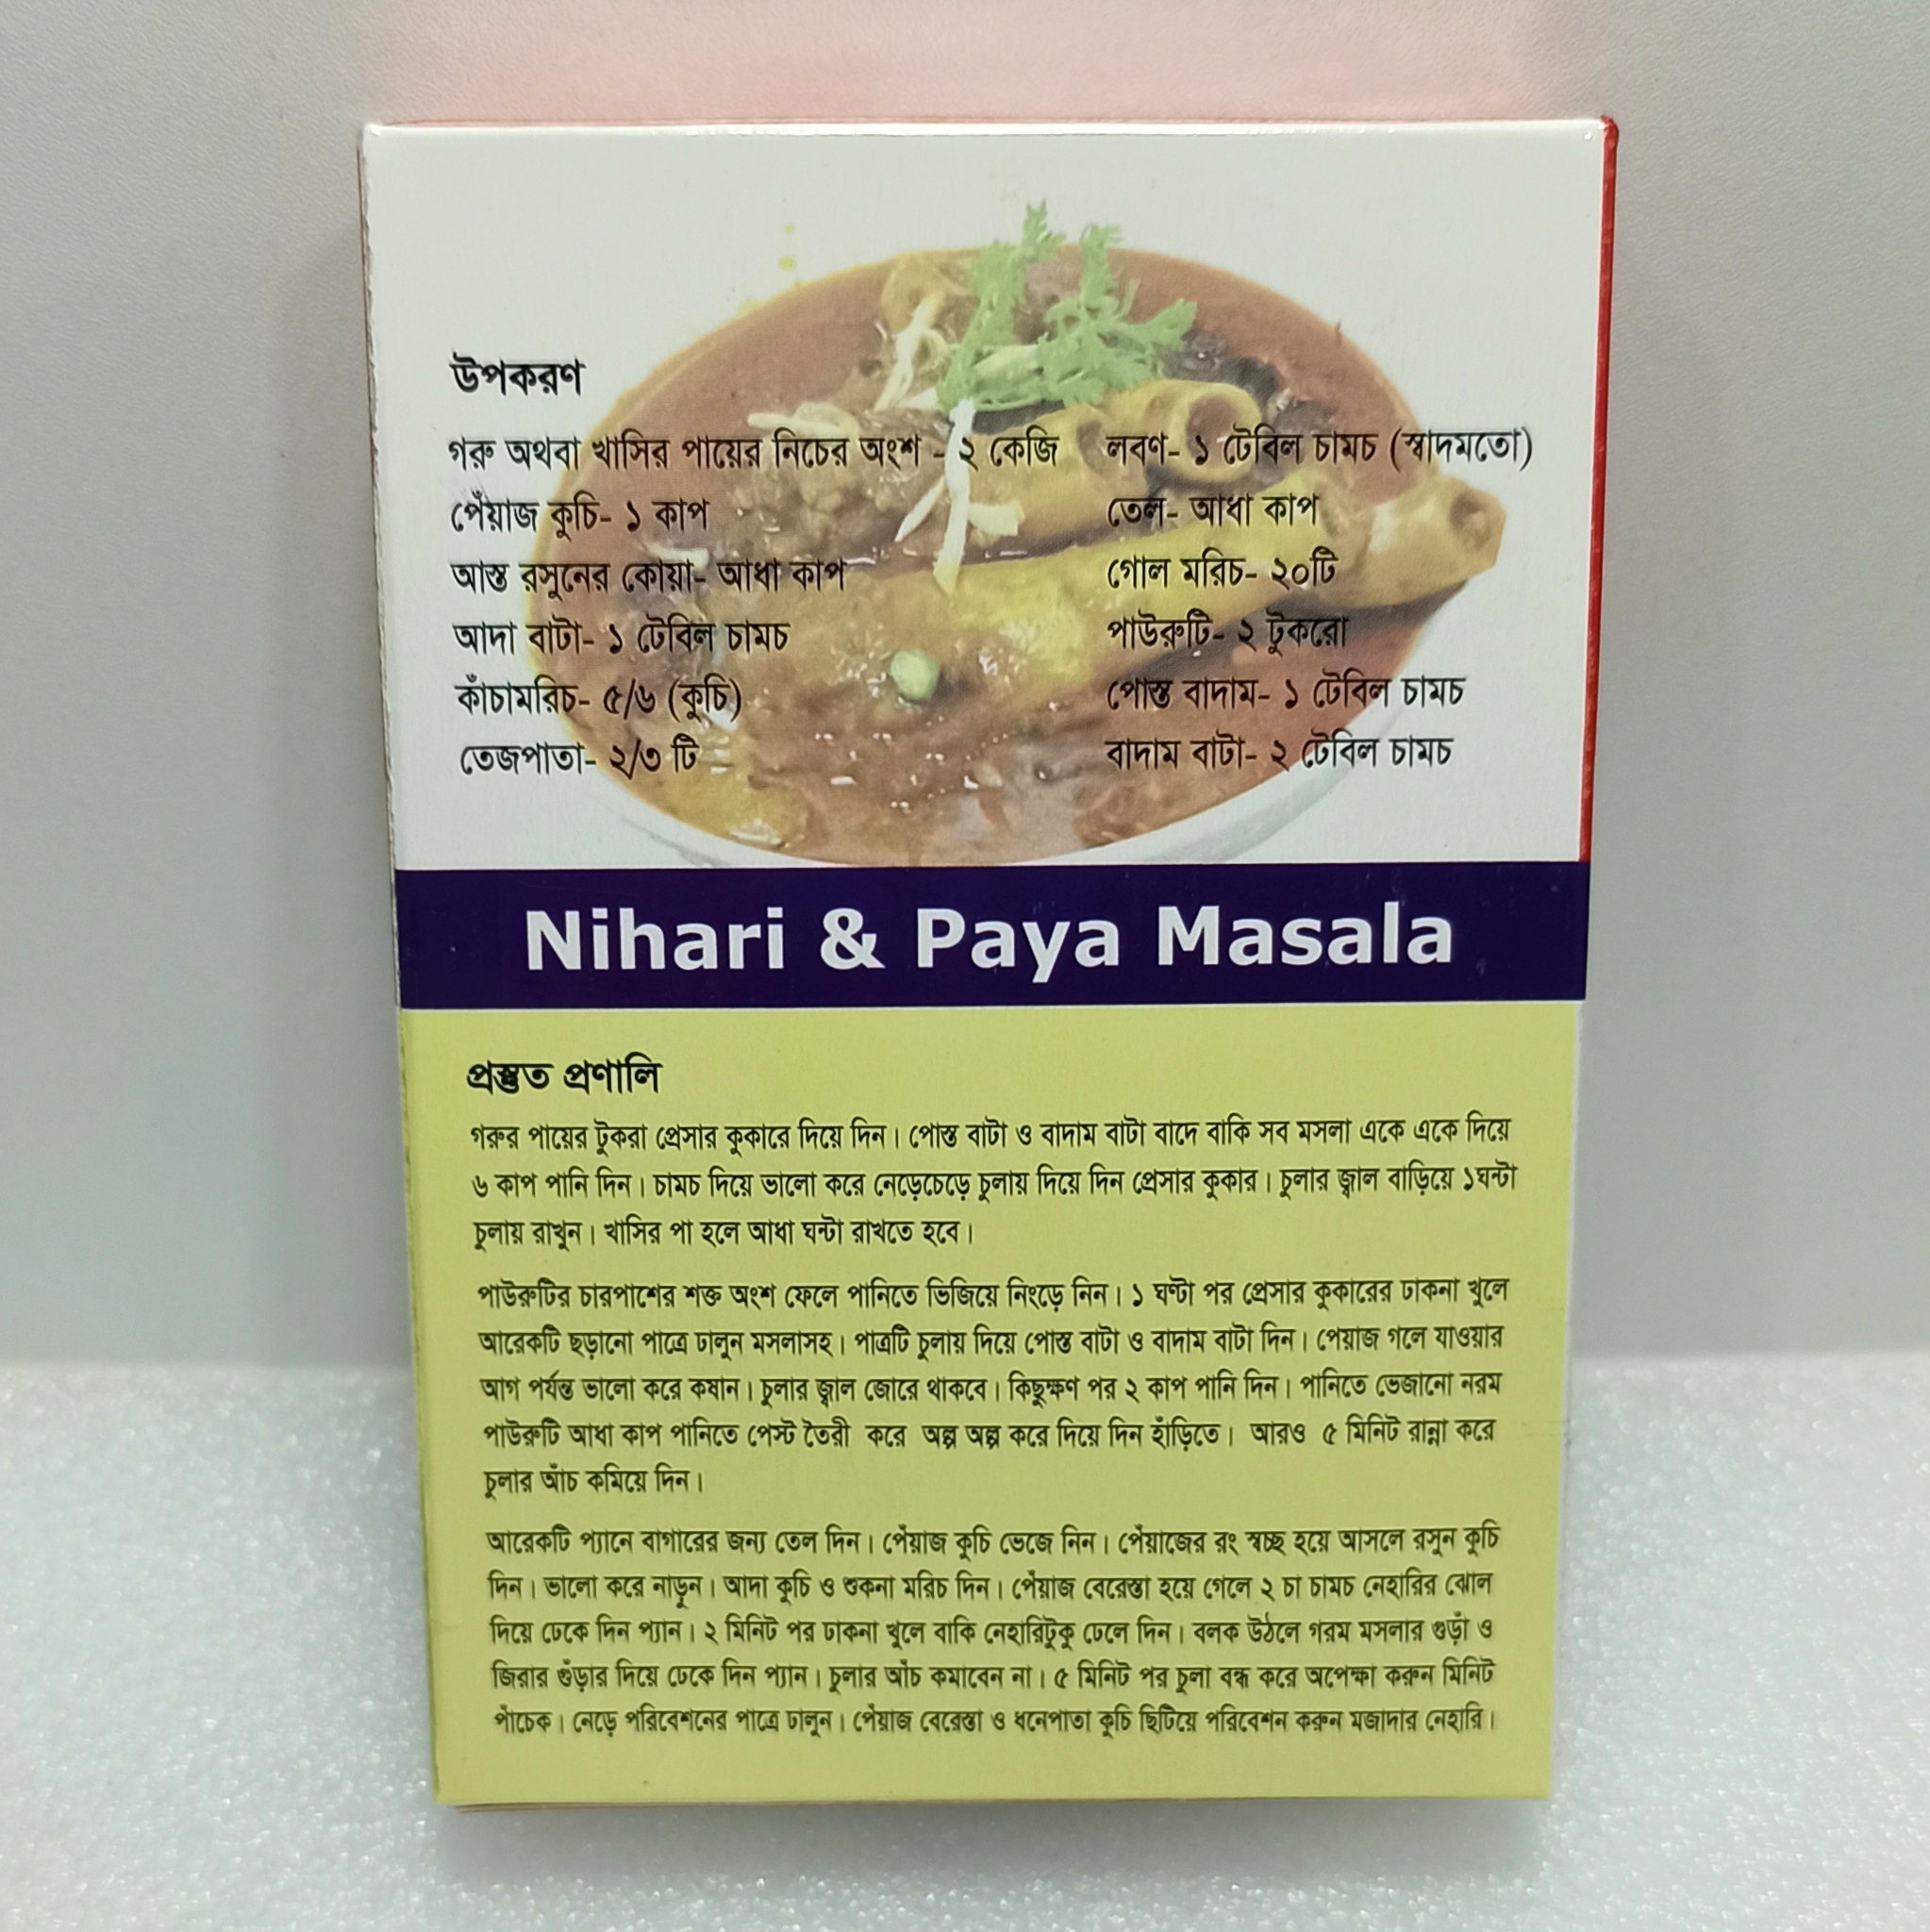 উপকরণ
গরু অথবা খাসির পায়ের নিচের অংশ - ২ কেজি
পেঁয়াজ কুচি- ১ কাপ
আস্ত রসুনের কোয়া- আধা কাপ
আদা বাটা- ১ টেবিল চামচ
কাঁচামরিচ- ৫/৬ (কুচি)
তেজপাতা- ২/৩ টি
লবণ- ১ টেবিল চামচ (স্বাদমতো)
তেল- আধা কাপ
গোল মরিচ- ২০টি
পাউরুটি- ২ টুকরো
পোস্ত বাদাম- ১ টেবিল চামচ
বাদাম বাটা- ২ টেবিল চামচ
Nihari & Paya Masala
প্রস্তুত প্রণালি
গরুর পায়ের টুকরা প্রেসার কুকারে দিয়ে দিন। পোস্ত বাটা ও বাদাম বাটা বাদে বাকি সব মসলা একে একে দিয়ে
৬ কাপ পানি দিন। চামচ দিয়ে ভালো করে নেড়েচেড়ে চুলায় দিয়ে দিন প্রেসার কুকার। চুলার জ্বাল বাড়িয়ে ১ঘন্টা
চুলায় রাখুন। খাসির পা হলে আধা ঘন্টা রাখতে হবে।
পাউরুটির চারপাশের শক্ত অংশ ফেলে পানিতে ভিজিয়ে নিংড়ে নিন। ১ ঘণ্টা পর প্রেসার কুকারের ঢাকনা খুলে
আরেকটি ছড়ানো পাত্রে ঢালুন মসলাসহ। পাত্রটি চুলায় দিয়ে পোস্ত বাটা ও বাদাম বাটা দিন। পেয়াজ গলে যাওয়ার
আগ পর্যন্ত ভালো করে কষান। চুলার জ্বাল জোরে থাকবে। কিছুক্ষণ পর ২ কাপ পানি দিন। পানিতে ভেজানো নরম
পাউরুটি আধা কাপ পানিতে পেস্ট তৈরী করে অল্প অল্প করে দিয়ে দিন হাঁড়িতে। আরও ৫ মিনিট রান্না করে
চুলার আঁচ কমিয়ে দিন।
আরেকটি প্যানে বাগারের জন্য তেল দিন। পেঁয়াজ কুচি ভেজে নিন। পেঁয়াজের রং স্বচ্ছ হয়ে আসলে রসুন কুচি
দিন। ভালো করে নাড়ুন। আদা কুচি ও শুকনা মরিচ দিন। পেঁয়াজ বেরেস্তা হয়ে গেলে ২ চা চামচ নেহারির ঝোল
দিয়ে ঢেকে দিন প্যান। ২ মিনিট পর ঢাকনা খুলে বাকি নেহারিটুকু ঢেলে দিন। বলক উঠলে গরম মসলার গুড়াঁ ও
জিরার গুঁড়ার দিয়ে ঢেকে দিন প্যান। চুলার আঁচ কমাবেন না। ৫ মিনিট পর চুলা বন্ধ করে অপেক্ষা করুন মিনিট
পাঁচেক। নেড়ে পরিবেশনের পাত্রে ঢালুন। পেঁয়াজ বেরেস্তা ও ধনেপাতা কুচি ছিটিয়ে পরিবেশন করুন মজাদার নেহারি।